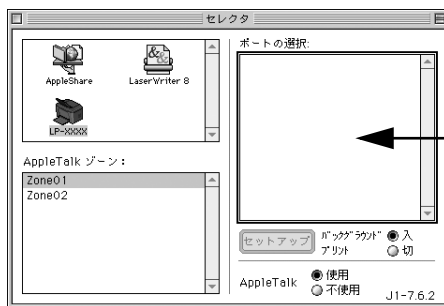 セレクタ
AppleShare
LaserWriter 8
LP-XXXX
AppleTalk ゾーン：
Zone01
Zone02
ポートの選択:
セットアップ
バックグラウンド
プリント
入
切
AppleTalk
使用
不使用
J1-7.6.2